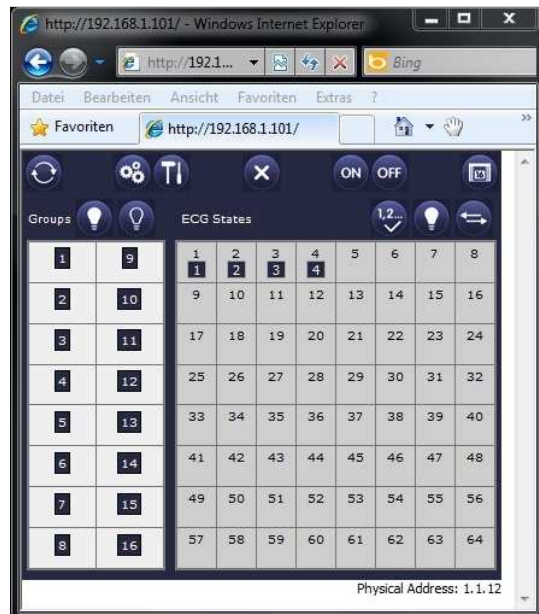 http://192.168.1.101/ - Windows Internet Explorer
http://192.1... Bing
Datei Bearbeiten Ansicht Favoriten Extras ?
Favoriten http://192.168.1.101/ »
ON OFF
Groups ECG States 1,2...
1 9 1 2 3 4 5 6 7 8
1 2 3 4
2 10 9 10 11 12 13 14 15 16
3 11 17 18 19 20 21 22 23 24
4 12 25 26 27 28 29 30 31 32
5 13 33 34 35 36 37 38 39 40
6 14 41 42 43 44 45 46 47 48
7 15 49 50 51 52 53 54 55 56
8 16 57 58 59 60 61 62 63 64
Physical Address: 1.1.12